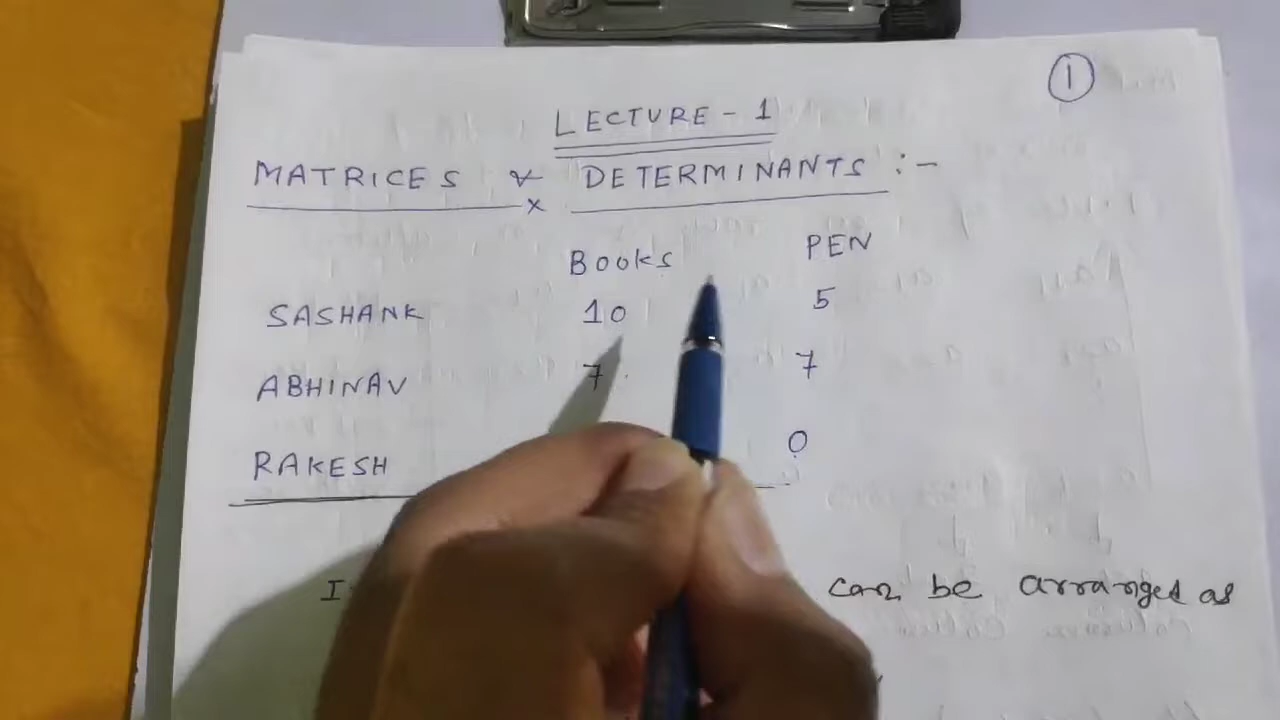 1
LECTURE - 1
MATRICES & DETERMINANTS :-
Books PEN
SASHANK 10 5
ABHINAV 7 7
RAKESH 0
can be arranged as